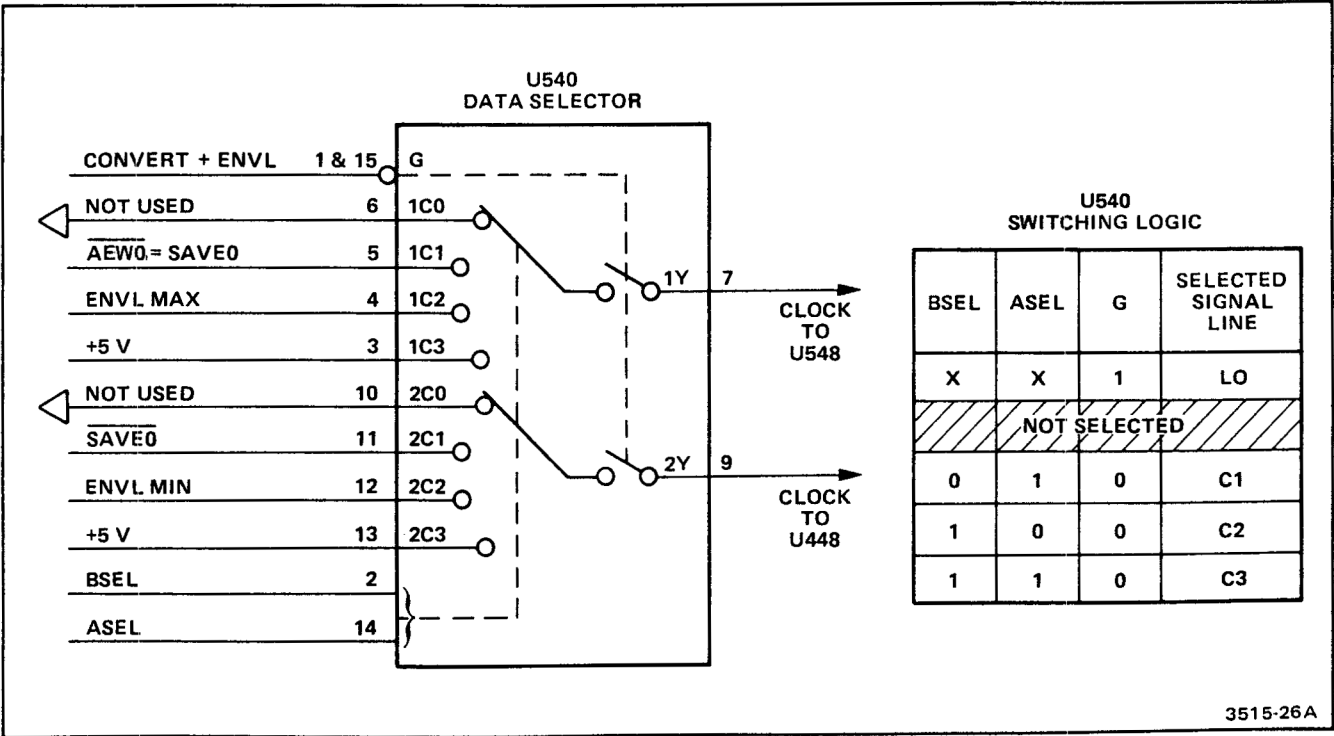 U540
DATA SELECTOR
CONVERT + ENVL 1 & 15 G
NOT USED 6 1C0
AEW0 = SAVE0 5 1C1
ENVL MAX 4 1C2
+5 V 3 1C3
NOT USED 10 2C0
SAVE0 11 2C1
ENVL MIN 12 2C2
+5 V 13 2C3
BSEL 2
ASEL 14
1Y 7
CLOCK
TO
U548
2Y 9
CLOCK
TO
U448
U540
SWITCHING LOGIC
BSEL ASEL G SELECTED
SIGNAL
LINE
X X 1 LO
NOT SELECTED
0 1 0 C1
1 0 0 C2
1 1 0 C3
3515-26A